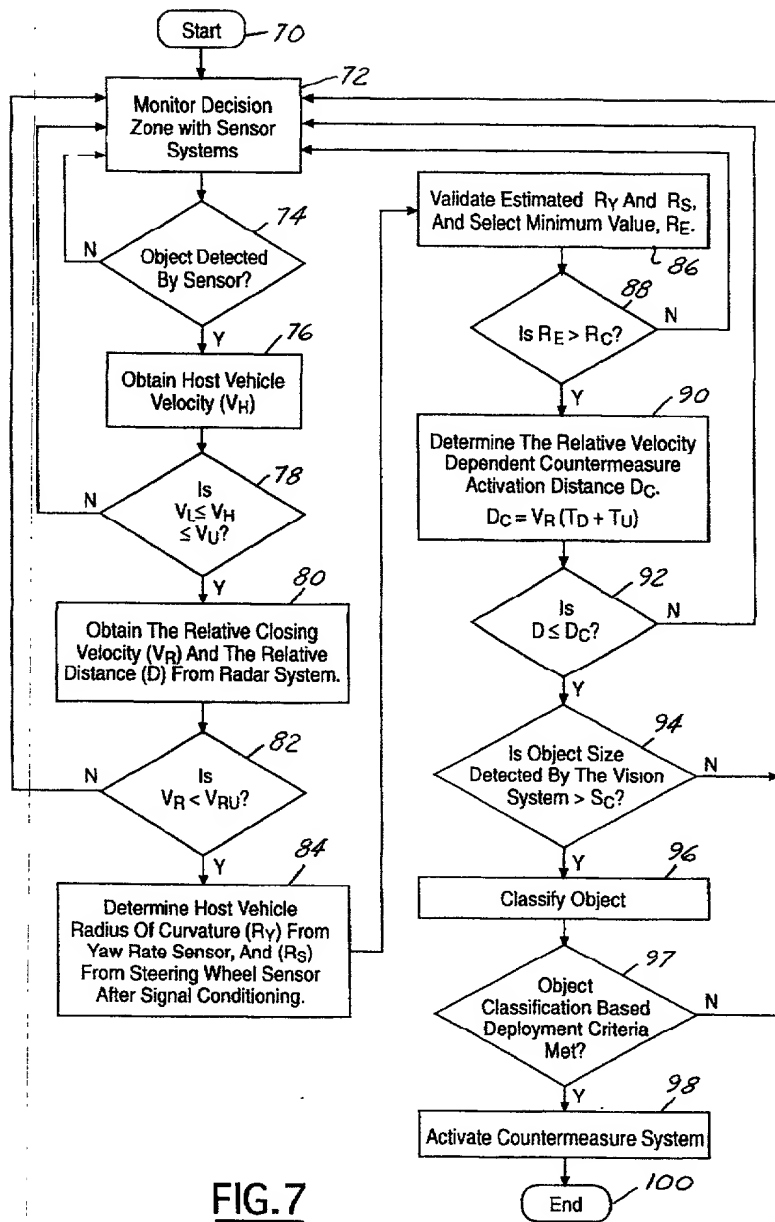 Start
70
72
Monitor Decision
Zone with Sensor
Systems
74
N
Object Detected
By Sensor?
Y
76
Obtain Host Vehicle
Velocity (VH)
78
N
Is
VL ≤ VH
≤ VU?
Y
80
Obtain The Relative Closing
Velocity (VR) And The Relative
Distance (D) From Radar System.
82
N
Is
VR < VRU?
Y
84
Determine Host Vehicle
Radius Of Curvature (RY) From
Yaw Rate Sensor, And (RS)
From Steering Wheel Sensor
After Signal Conditioning.
Validate Estimated RY And RS,
And Select Minimum Value, RE.
86
88
N
Is RE > RC?
Y
90
Determine The Relative Velocity
Dependent Countermeasure
Activation Distance DC.
DC = VR (TD + TU)
92
N
Is
D ≤ DC?
Y
94
Is Object Size
Detected By The Vision
System > SC?
N
Y
96
Classify Object
97
Object
Classification Based
Deployment Criteria
Met?
N
Y
98
Activate Countermeasure System
End
100
FIG.7